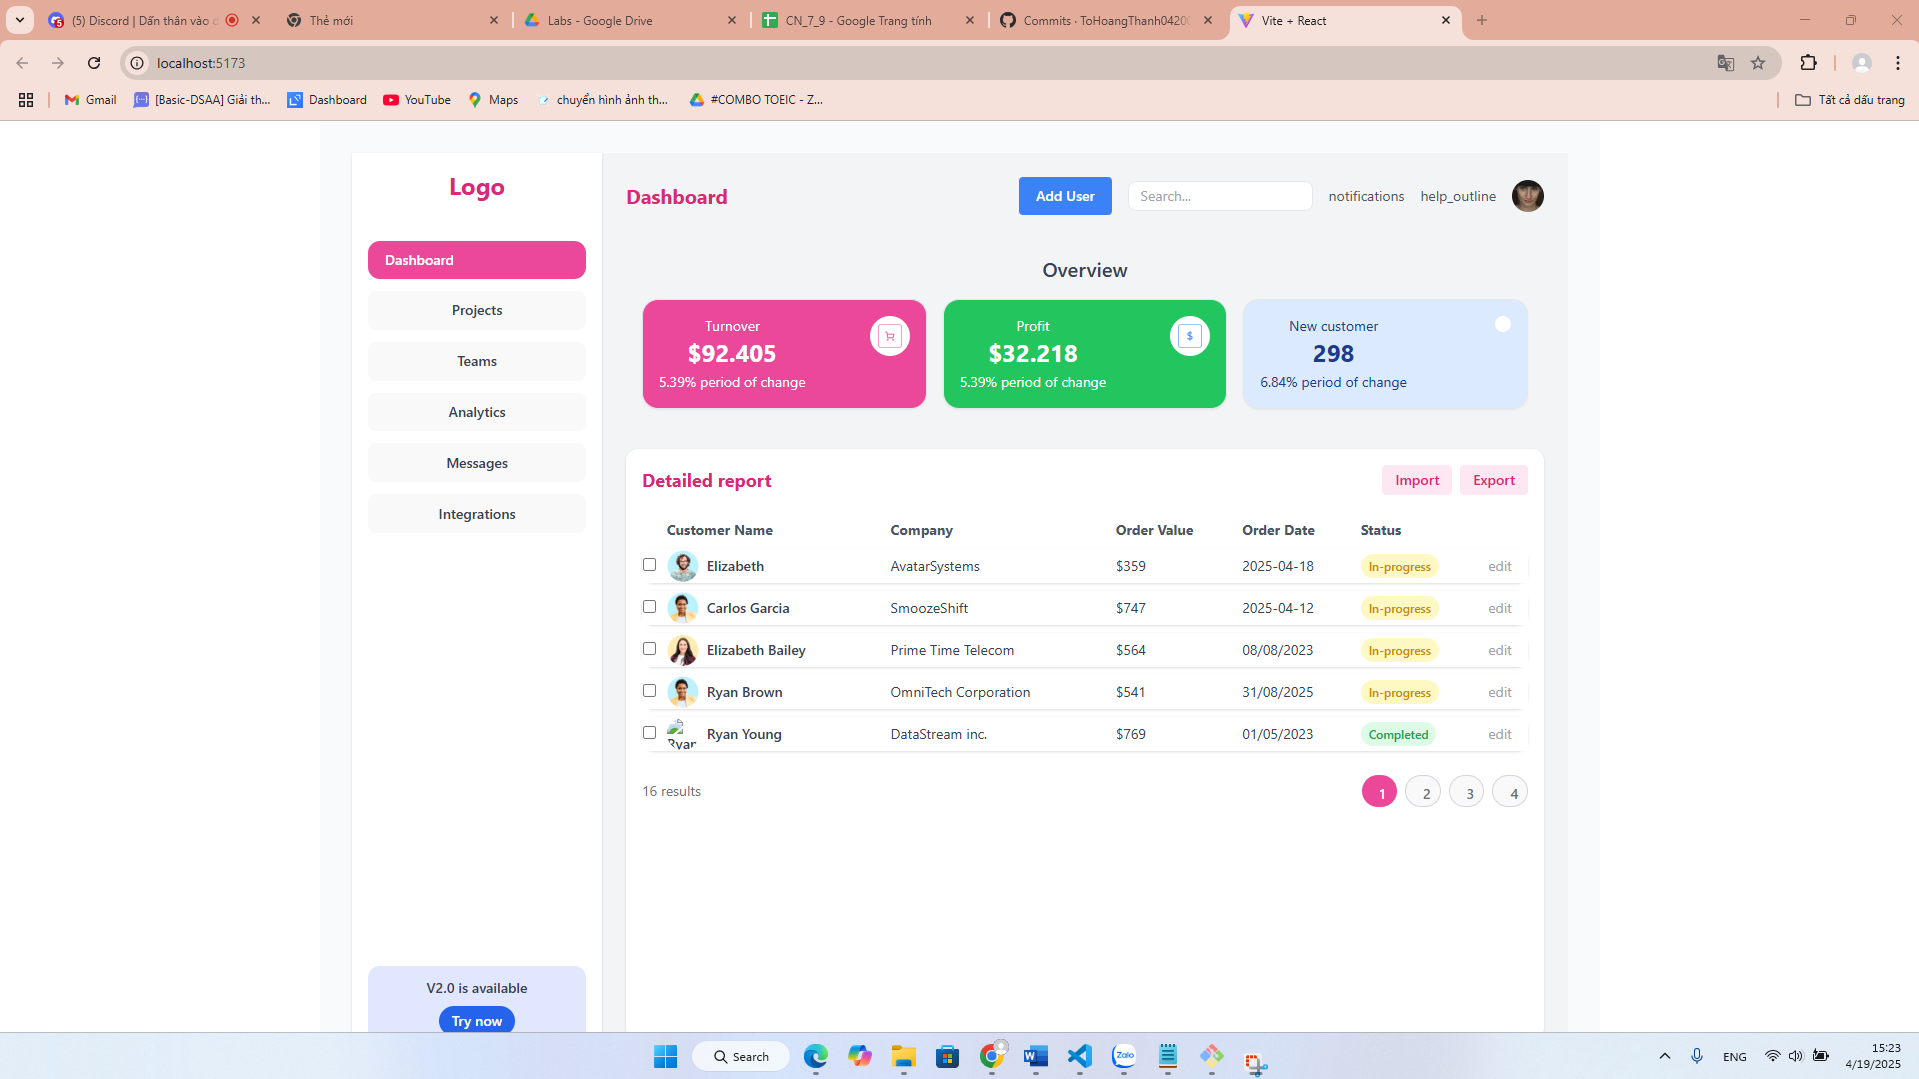 (5) Discord | Dấn thân vào
Thẻ mới
Labs - Google Drive
CN_7_9 - Google Trang tính
Commits · ToHoangThanh04200
Vite + React
localhost:5173
Gmail
[Basic-DSAA] Giải th...
Dashboard
YouTube
Maps
chuyển hình ảnh th...
#COMBO TOEIC - Z...
Tất cả dấu trang
Logo
Dashboard
Projects
Teams
Analytics
Messages
Integrations
V2.0 is available
Try now
Dashboard
Add User
Search...
notifications
help_outline
Overview
Turnover
$92.405
5.39% period of change
Profit
$
$32.218
5.39% period of change
New customer
298
6.84% period of change
Detailed report
Import
Export
Customer Name Company Order Value Order Date Status
Elizabeth AvatarSystems $359 2025-04-18 In-progress edit
Carlos Garcia SmoozeShift $747 2025-04-12 In-progress edit
Elizabeth Bailey Prime Time Telecom $564 08/08/2023 In-progress edit
Ryan Brown OmniTech Corporation $541 31/08/2025 In-progress edit
Ryan Ryan Young DataStream inc. $769 01/05/2023 Completed edit
16 results
1 2 3 4
Search
Zalo
ENG
15:23
4/19/2025